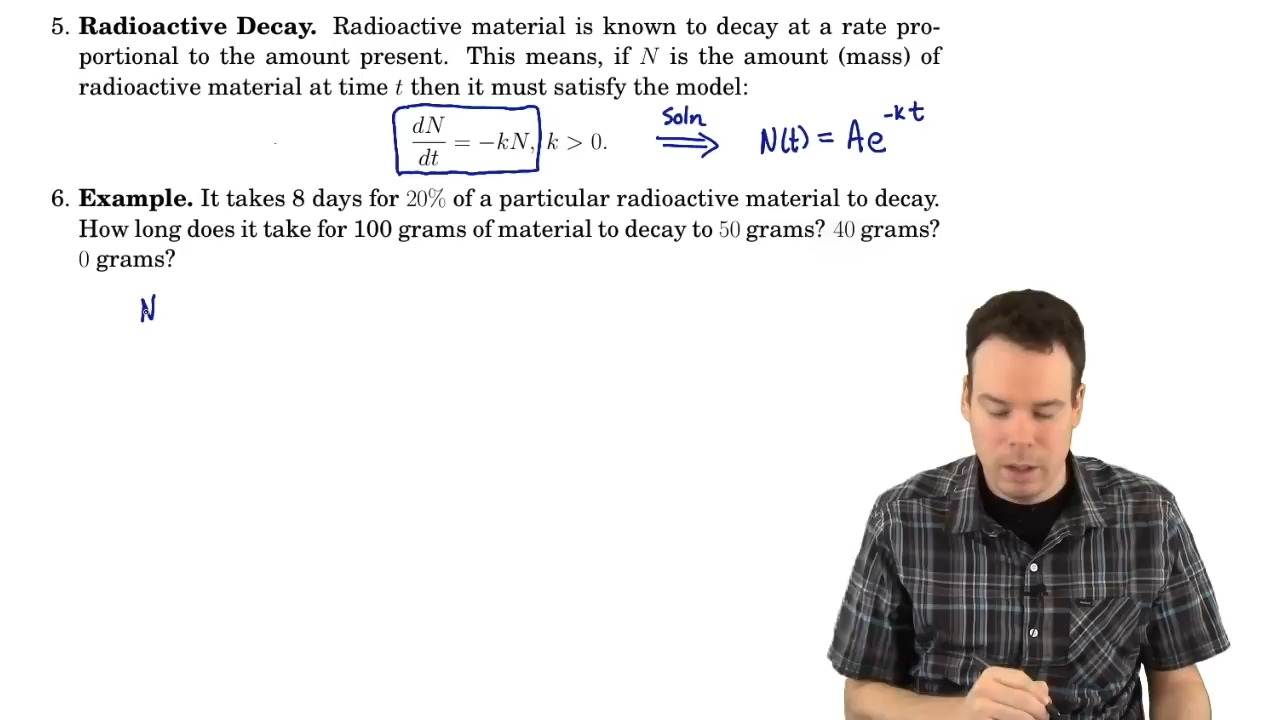 5. Radioactive Decay. Radioactive material is known to decay at a rate pro-
portional to the amount present. This means, if N is the amount (mass) of
radioactive material at time t then it must satisfy the model:
dN/dt = −kN, k > 0. Soln ⟹ N(t) = Ae^{-kt}
6. Example. It takes 8 days for 20% of a particular radioactive material to decay.
How long does it take for 100 grams of material to decay to 50 grams? 40 grams?
0 grams?
N